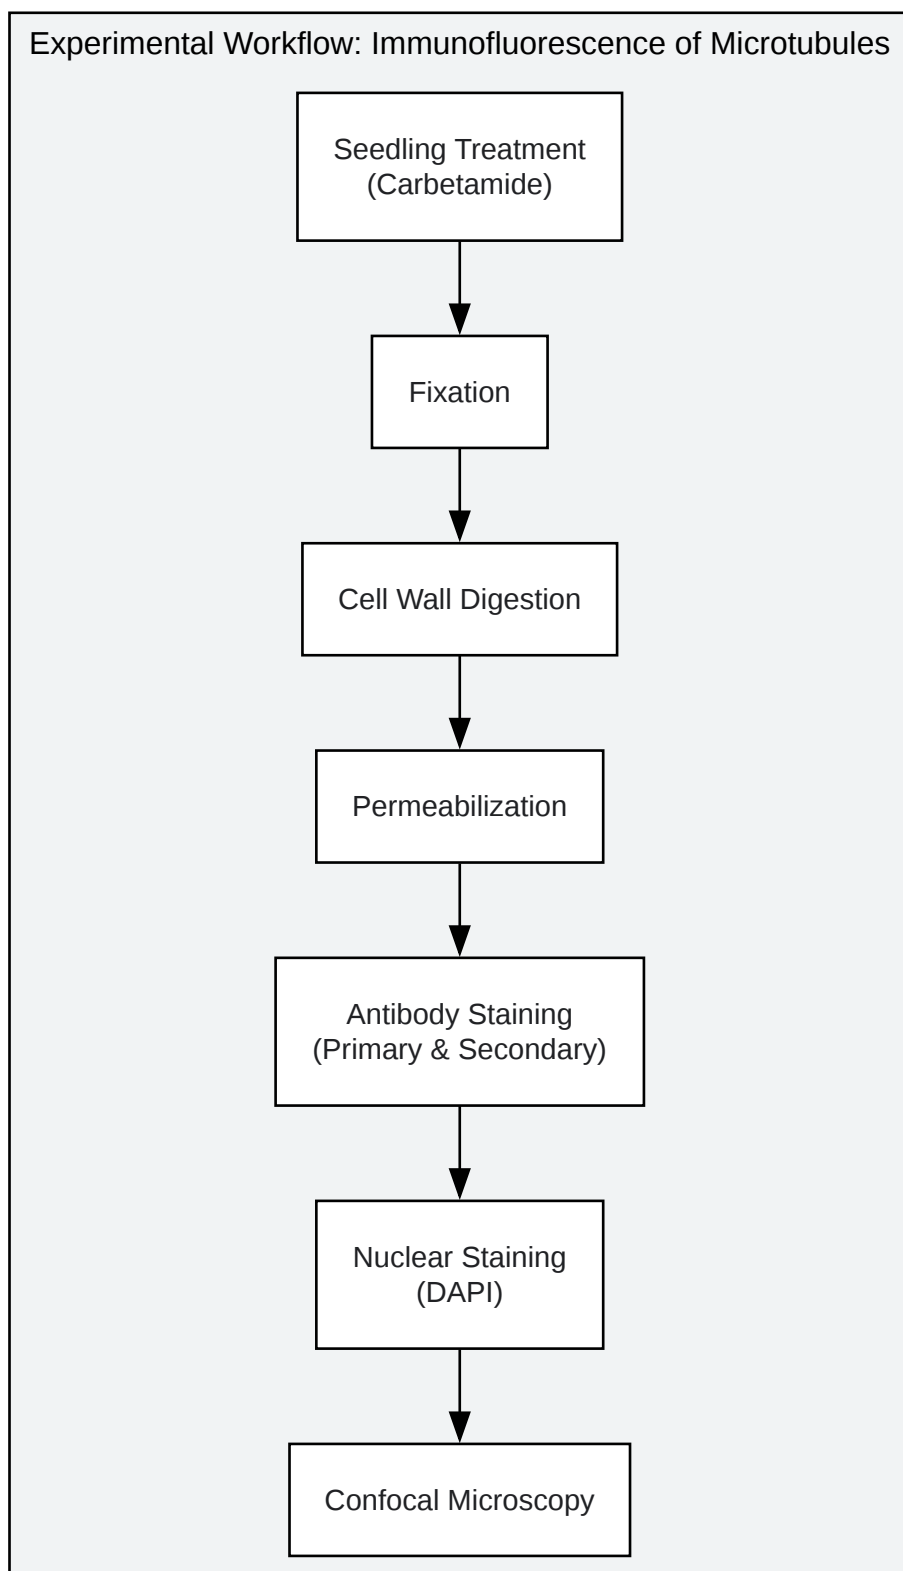 Experimental Workflow: Immunofluorescence of Microtubules
Seedling Treatment
(Carbetamide)
Fixation
Cell Wall Digestion
Permeabilization
Antibody Staining
(Primary & Secondary)
Nuclear Staining
(DAPI)
Confocal Microscopy